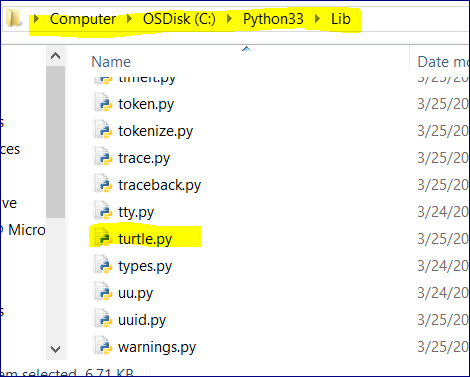 Computer OSDisk (C:) Python33 Lib
Name Date mo
timeit.py 3/25/20
token.py 3/25/20
s tokenize.py 3/25/20
ces trace.py 3/25/20
traceback.py 3/25/20
ve tty.py 3/24/20
Micro turtle.py 3/25/20
types.py 3/24/20
uu.py 3/24/20
s uuid.py 3/25/20
warnings.py 3/25/20
em selected 6.71 KB